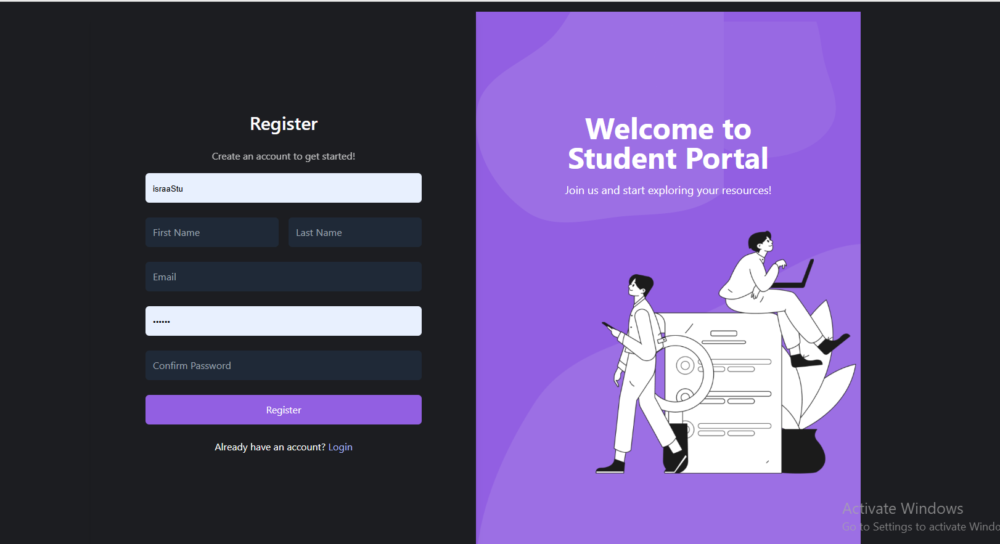 Register
Create an account to get started!
israaStu
First Name
Last Name
Email
••••••
Confirm Password
Register
Already have an account? Login
Welcome to
Student Portal
Join us and start exploring your resources!
Activate Windows
Go to Settings to activate Windo